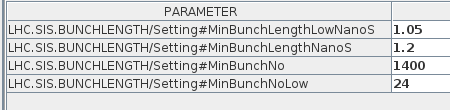 PARAMETER
LHC.SIS.BUNCHLENGTH/Setting#MinBunchLengthLowNanoS 1.05
LHC.SIS.BUNCHLENGTH/Setting#MinBunchLengthNanoS 1.2
LHC.SIS.BUNCHLENGTH/Setting#MinBunchNo 1400
LHC.SIS.BUNCHLENGTH/Setting#MinBunchNoLow 24